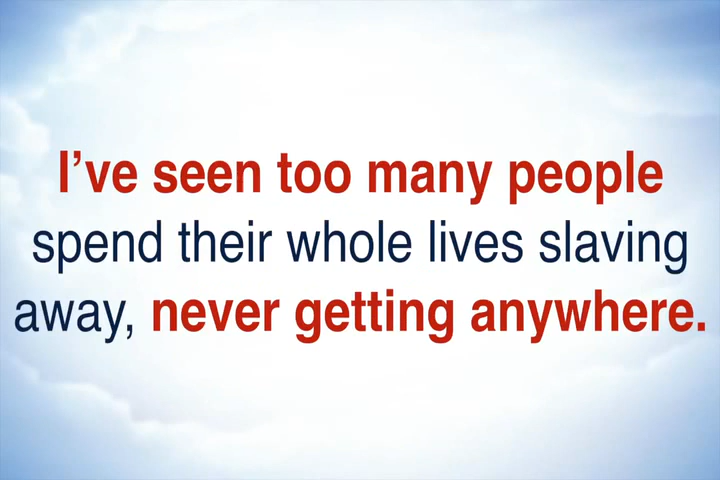 I’ve seen too many people
spend their whole lives slaving
away, never getting anywhere.